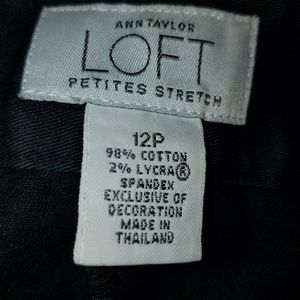 ANN TAYLOR
LOFT
PETITES STRETCH
12P
98% COTTON
2% LYCRA®
SPANDEX
EXCLUSIVE OF
DECORATION
MADE IN
THAILAND